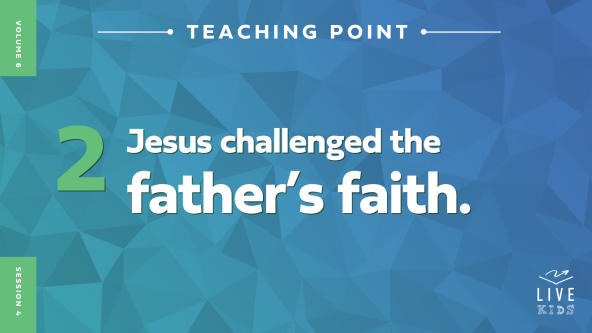 VOLUME 6
TEACHING POINT
2
Jesus challenged the
father's faith.
SESSION 4
LIVE
KIDS